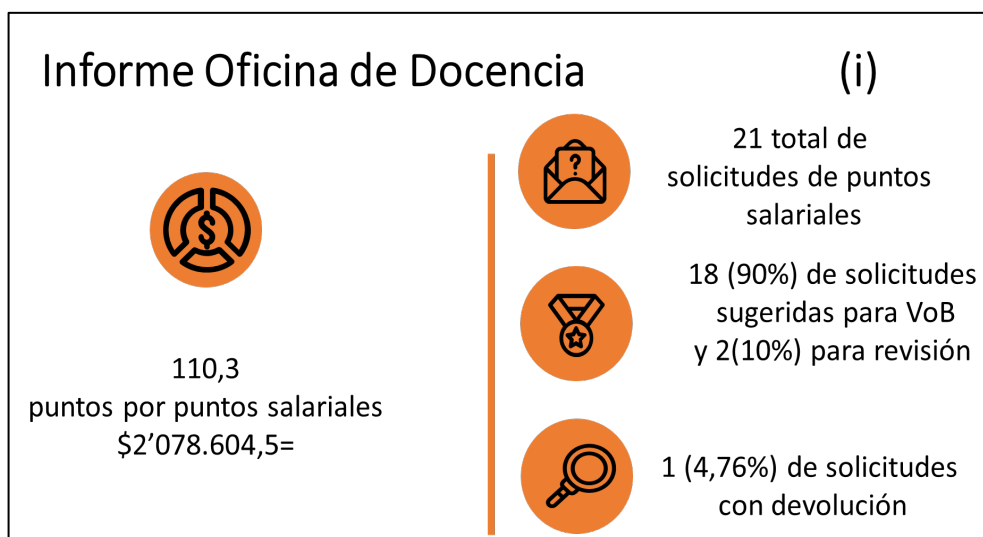 Informe Oficina de Docencia
(i)
$
110,3
puntos por puntos salariales
$2’078.604,5=
?
21 total de
solicitudes de puntos
salariales
18 (90%) de solicitudes
sugeridas para VoB
y 2(10%) para revisión
1 (4,76%) de solicitudes
con devolución